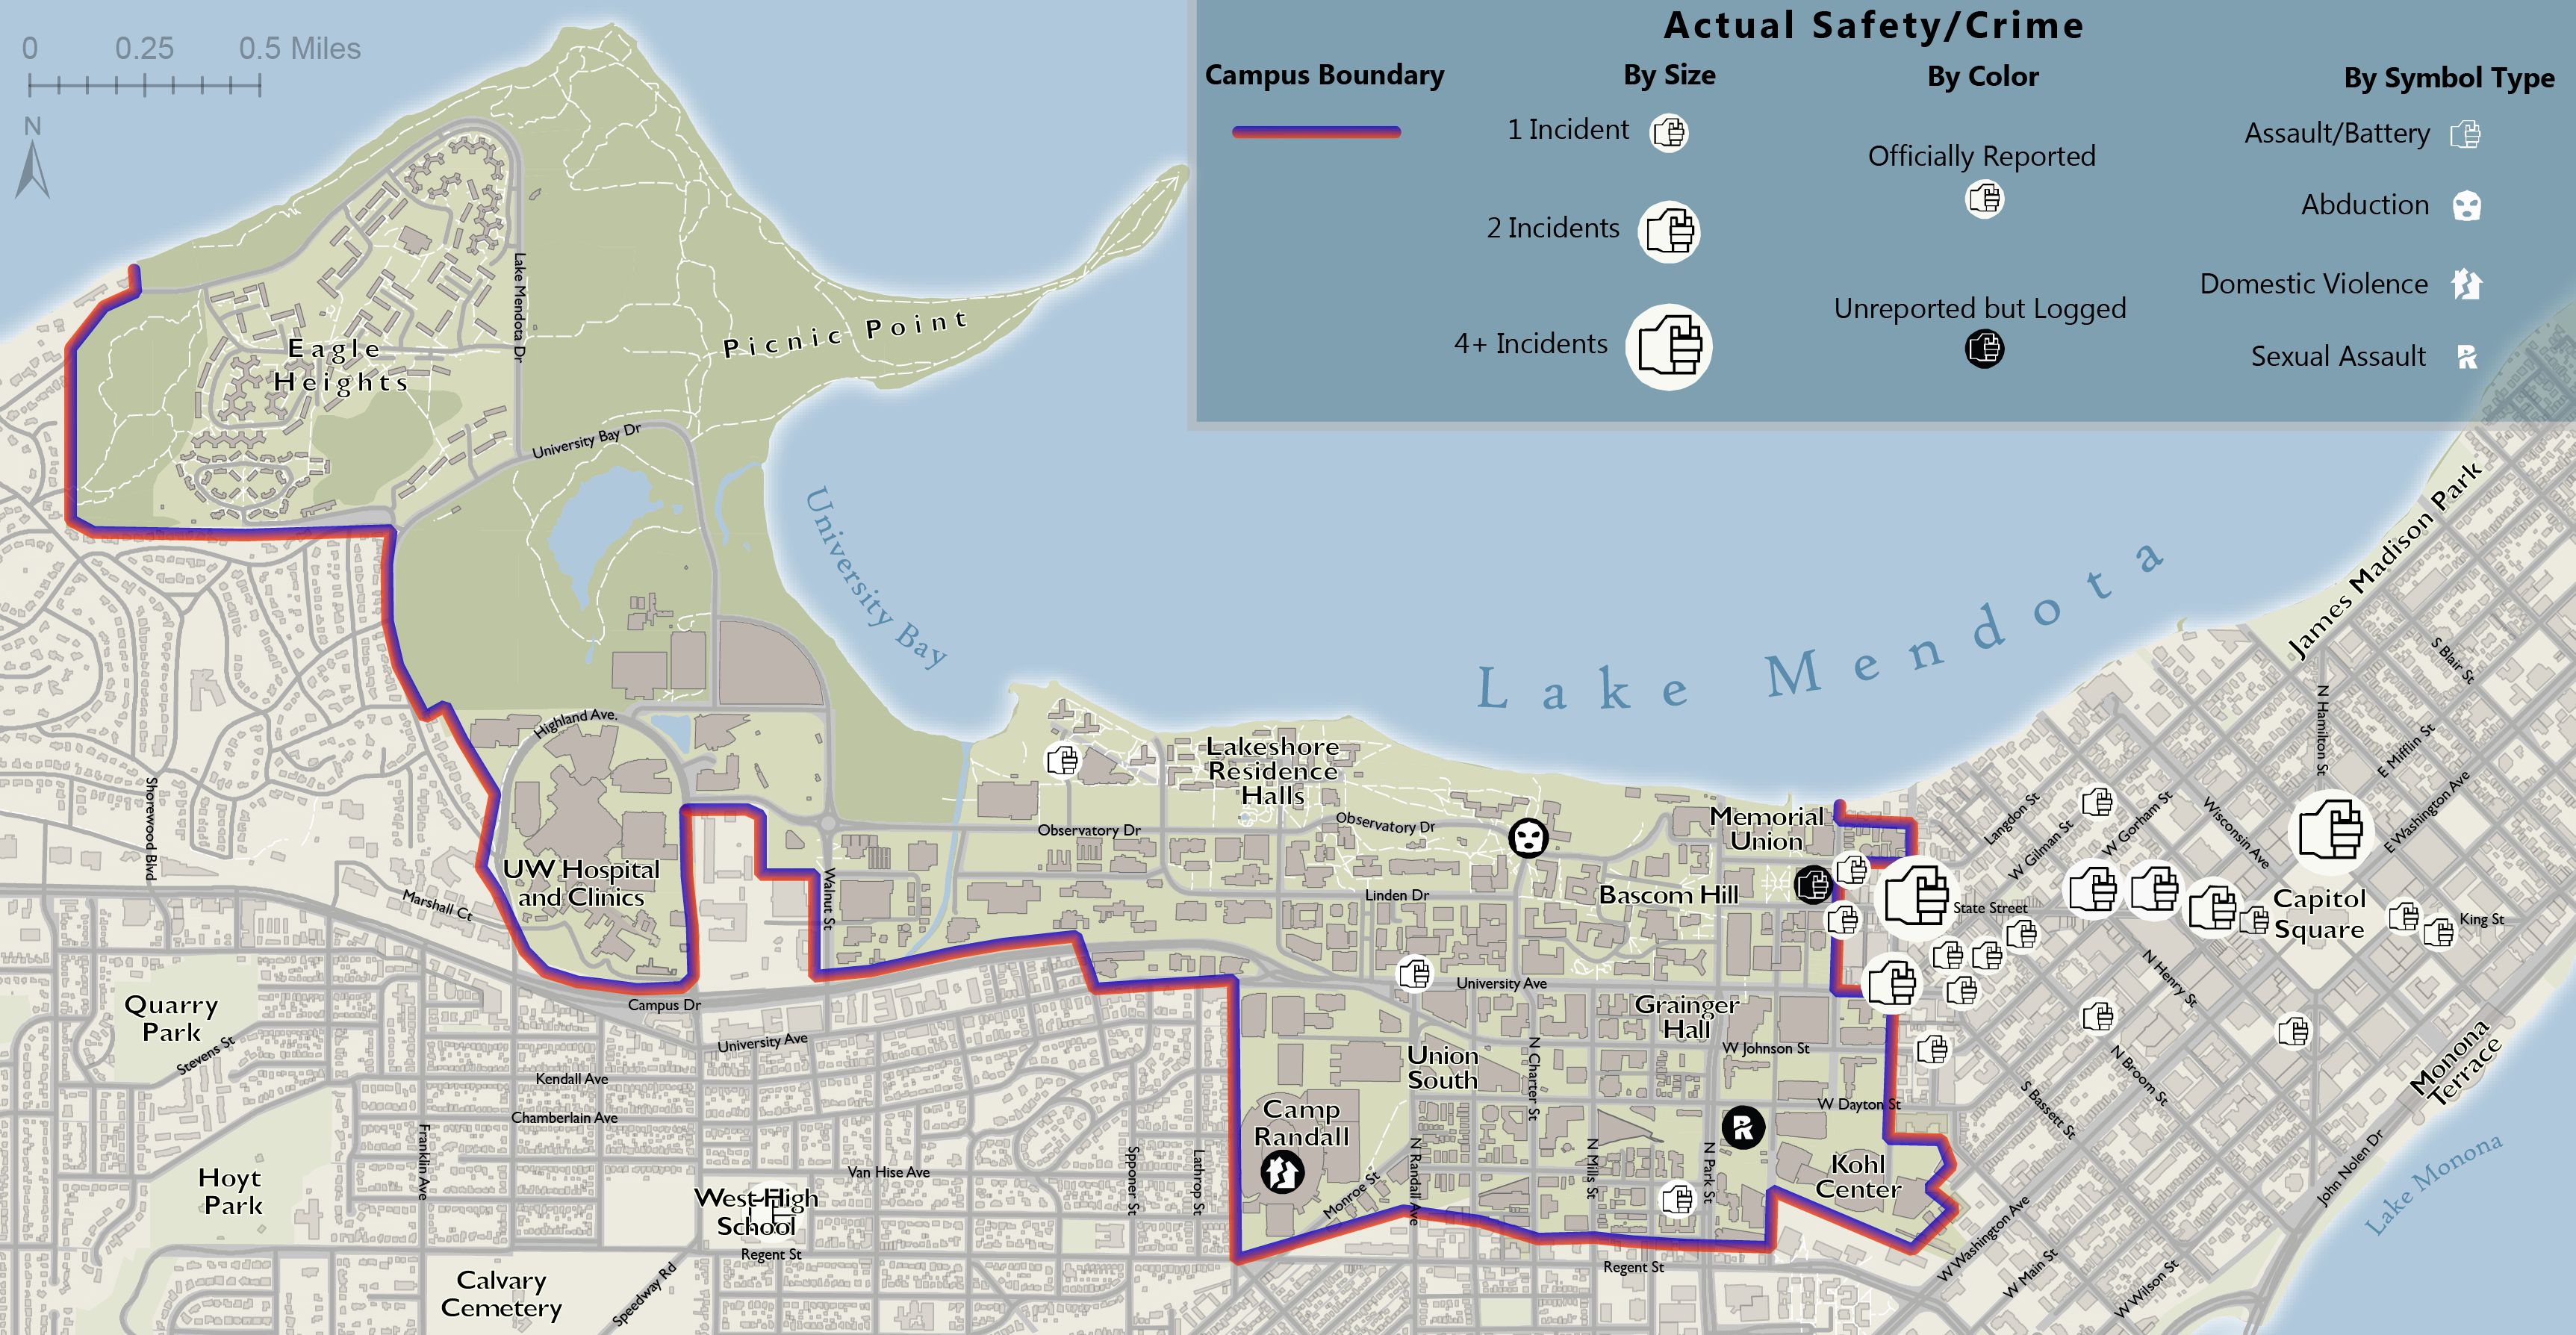 Actual Safety/Crime
Campus Boundary
By Size
By Color
By Symbol Type
1 Incident
2 Incidents
4+ Incidents
Officially Reported
Unreported but Logged
Assault/Battery
Abduction
Domestic Violence
Sexual Assault
0 0.25 0.5 Miles
N
Eagle
Heights
Lake Mendota Dr
Picnic Point
University Bay Dr
University Bay
Lake Mendota
James Madison Park
S Blair St
N Hamilton St
E Mifflin St
E Washington Ave
Highland Ave.
Shorewood Blvd
UW Hospital
and Clinics
Marshall Ct
Walnut St
Campus Dr
Lakeshore
Residence
Halls
Observatory Dr
Observatory Dr
Linden Dr
Memorial
Union
Bascom Hill
Langdon St
W Gilman St
W Gorham St
Wisconsin Ave
State Street
Capitol
Square
King St
University Ave
Grainger
Hall
W Johnson St
Union
South
N Charter St
W Dayton St
N Henry St
N Broom St
S Bassett St
Monona
Terrace
John Nolen Dr
Lake Monona
Quarry
Park
Stevens St
University Ave
Kendall Ave
Chamberlain Ave
Franklin Ave
Van Hise Ave
Hoyt
Park
West High
School
Regent St
Speedway Rd
Calvary
Cemetery
Spooner St
Lathrop St
Camp
Randall
Monroe St
N Randall Ave
N Mills St
N Park St
Kohl
Center
Regent St
W Washington Ave
W Main St
W Wilson St